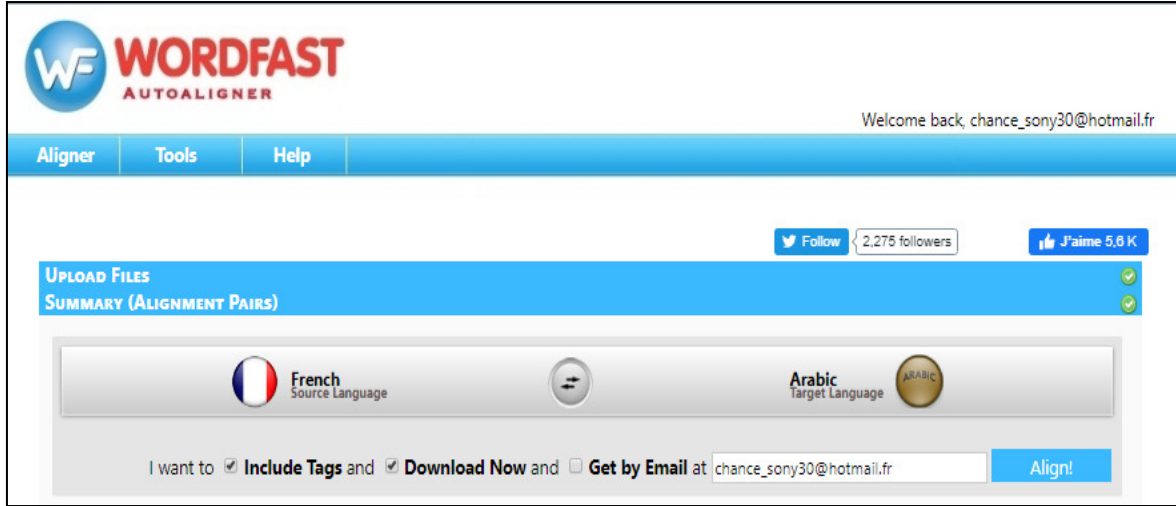 WF WORDFAST
AUTOALIGNER
Welcome back, chance_sony30@hotmail.fr
Aligner Tools Help
Follow 2,275 followers J'aime 5,6 K
UPLOAD FILES
SUMMARY (ALIGNMENT PAIRS)
French Arabic ARABIC
Source Language Target Language
I want to Include Tags and Download Now and Get by Email at chance_sony30@hotmail.fr Align!